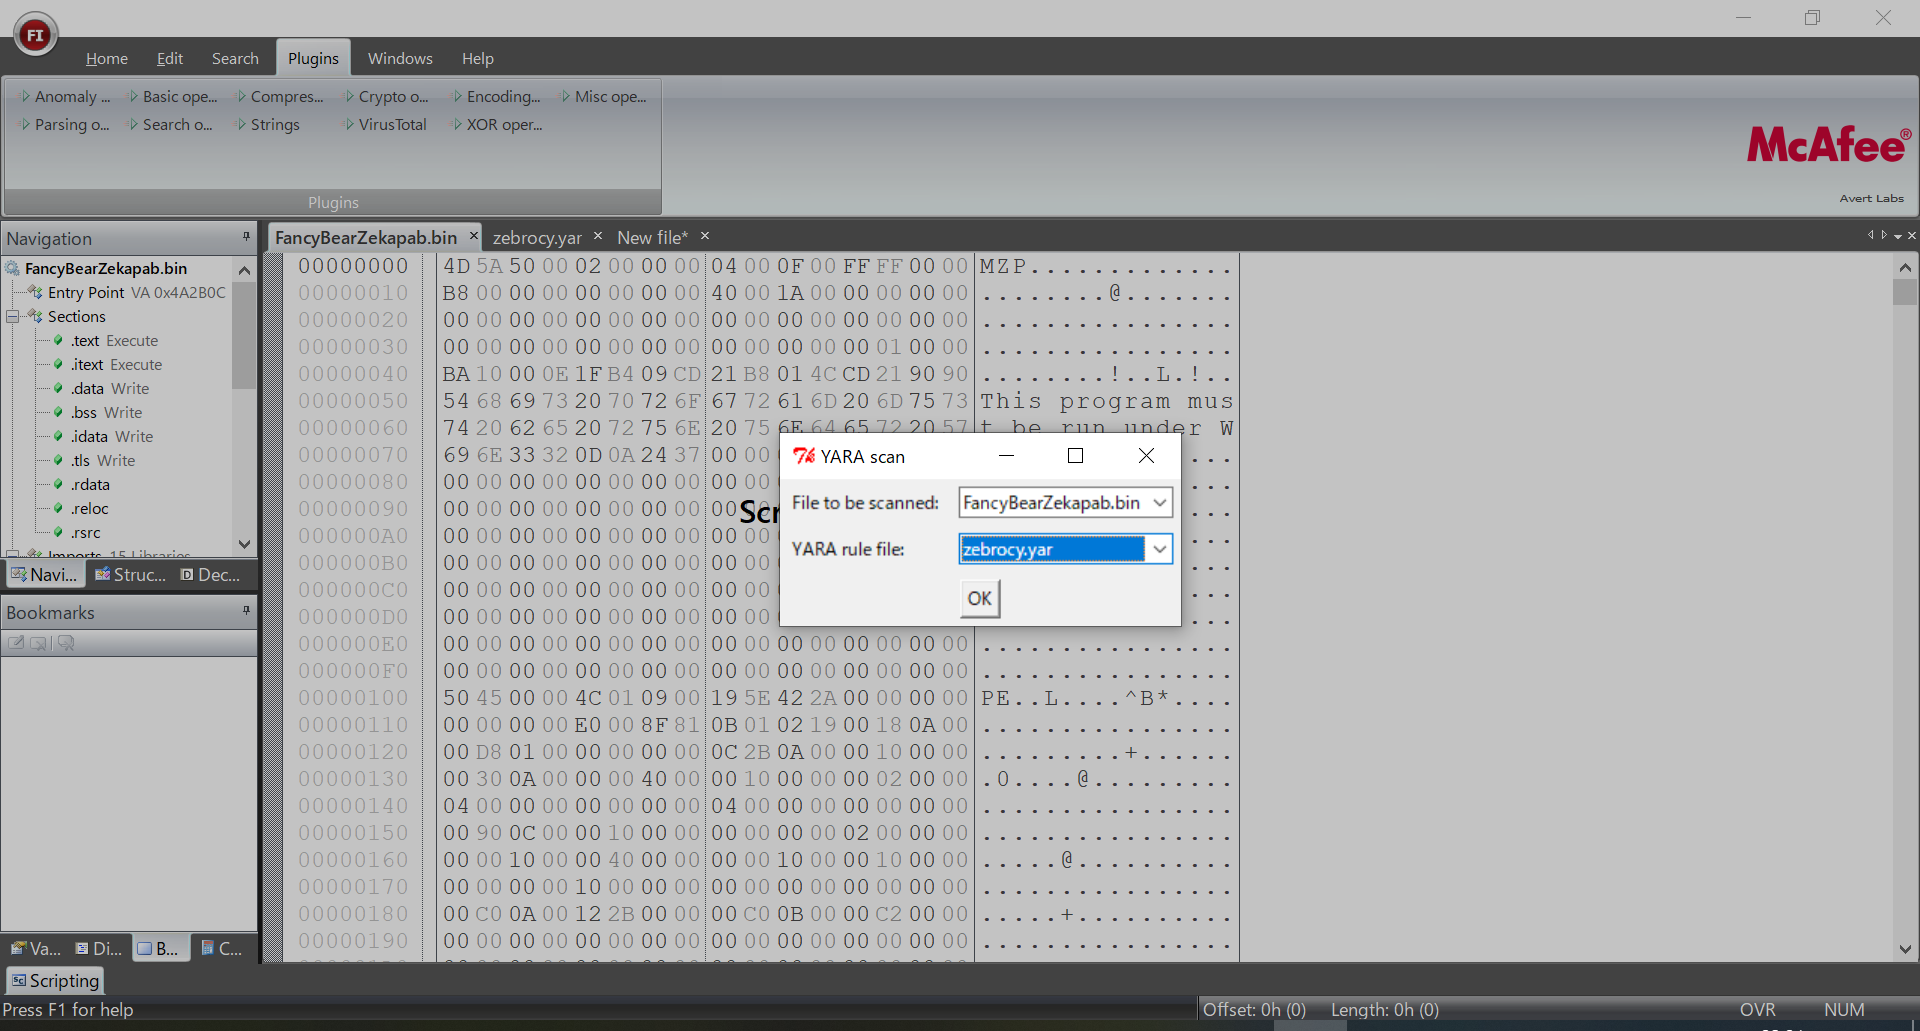 FI
Home Edit Search Plugins Windows Help
Anomaly ... Basic ope... Compres... Crypto o... Encoding... Misc ope...
Parsing o... Search o... Strings VirusTotal XOR oper...
McAfee®
Avert Labs
Plugins
Navigation
FancyBearZekapab.bin
Entry Point VA 0x4A2B0C
Sections
.text Execute
.itext Execute
.data Write
.bss Write
.idata Write
.tls Write
.rdata
.reloc
.rsrc
Imports 15 Libraries
Navi... Struc... Dec...
Bookmarks
Va... Di... B... C...
Scripting
FancyBearZekapab.bin × zebrocy.yar × New file* ×
00000000 4D 5A 50 00 02 00 00 00 04 00 0F 00 FF FF 00 00 MZP.............
00000010 B8 00 00 00 00 00 00 00 40 00 1A 00 00 00 00 00 ........@.......
00000020 00 00 00 00 00 00 00 00 00 00 00 00 00 00 00 00 ................
00000030 00 00 00 00 00 00 00 00 00 00 00 00 00 01 00 00 ................
00000040 BA 10 00 0E 1F B4 09 CD 21 B8 01 4C CD 21 90 90 ........!..L.!..
00000050 54 68 69 73 20 70 72 6F 67 72 61 6D 20 6D 75 73 This program mus
00000060 74 20 62 65 20 72 75 6E 20 75 6E 64 65 72 20 57 t be run under W
00000070 69 6E 33 32 0D 0A 24 37 00 00 ...
00000080 00 00 00 00 00 00 00 00 00 00 ...
00000090 00 00 00 00 00 00 00 00 00 Scr ...
000000A0 00 00 00 00 00 00 00 00 00 00 ...
000000B0 00 00 00 00 00 00 00 00 00 00 ...
000000C0 00 00 00 00 00 00 00 00 00 00 ...
000000D0 00 00 00 00 00 00 00 00 00 00 ...
000000E0 00 00 00 00 00 00 00 00 00 00 00 00 00 00 00 00 ................
000000F0 00 00 00 00 00 00 00 00 00 00 00 00 00 00 00 00 ................
00000100 50 45 00 00 4C 01 09 00 19 5E 42 2A 00 00 00 00 PE..L....^B*....
00000110 00 00 00 00 E0 00 8F 81 0B 01 02 19 00 18 0A 00 ................
00000120 00 D8 01 00 00 00 00 00 0C 2B 0A 00 00 10 00 00 .........+......
00000130 00 30 0A 00 00 00 40 00 00 10 00 00 00 02 00 00 .0....@.........
00000140 04 00 00 00 00 00 00 00 04 00 00 00 00 00 00 00 ................
00000150 00 90 0C 00 00 10 00 00 00 00 00 00 02 00 00 00 ................
00000160 00 00 10 00 00 40 00 00 00 00 10 00 00 10 00 00 .....@..........
00000170 00 00 00 00 10 00 00 00 00 00 00 00 00 00 00 00 ................
00000180 00 C0 0A 00 12 2B 00 00 00 C0 0B 00 00 C2 00 00 .....+..........
00000190 00 00 00 00 00 00 00 00 00 00 00 00 00 00 00 00 ................
YARA scan
File to be scanned: FancyBearZekapab.bin
YARA rule file: zebrocy.yar
OK
Press F1 for help Offset: 0h (0) Length: 0h (0) OVR NUM